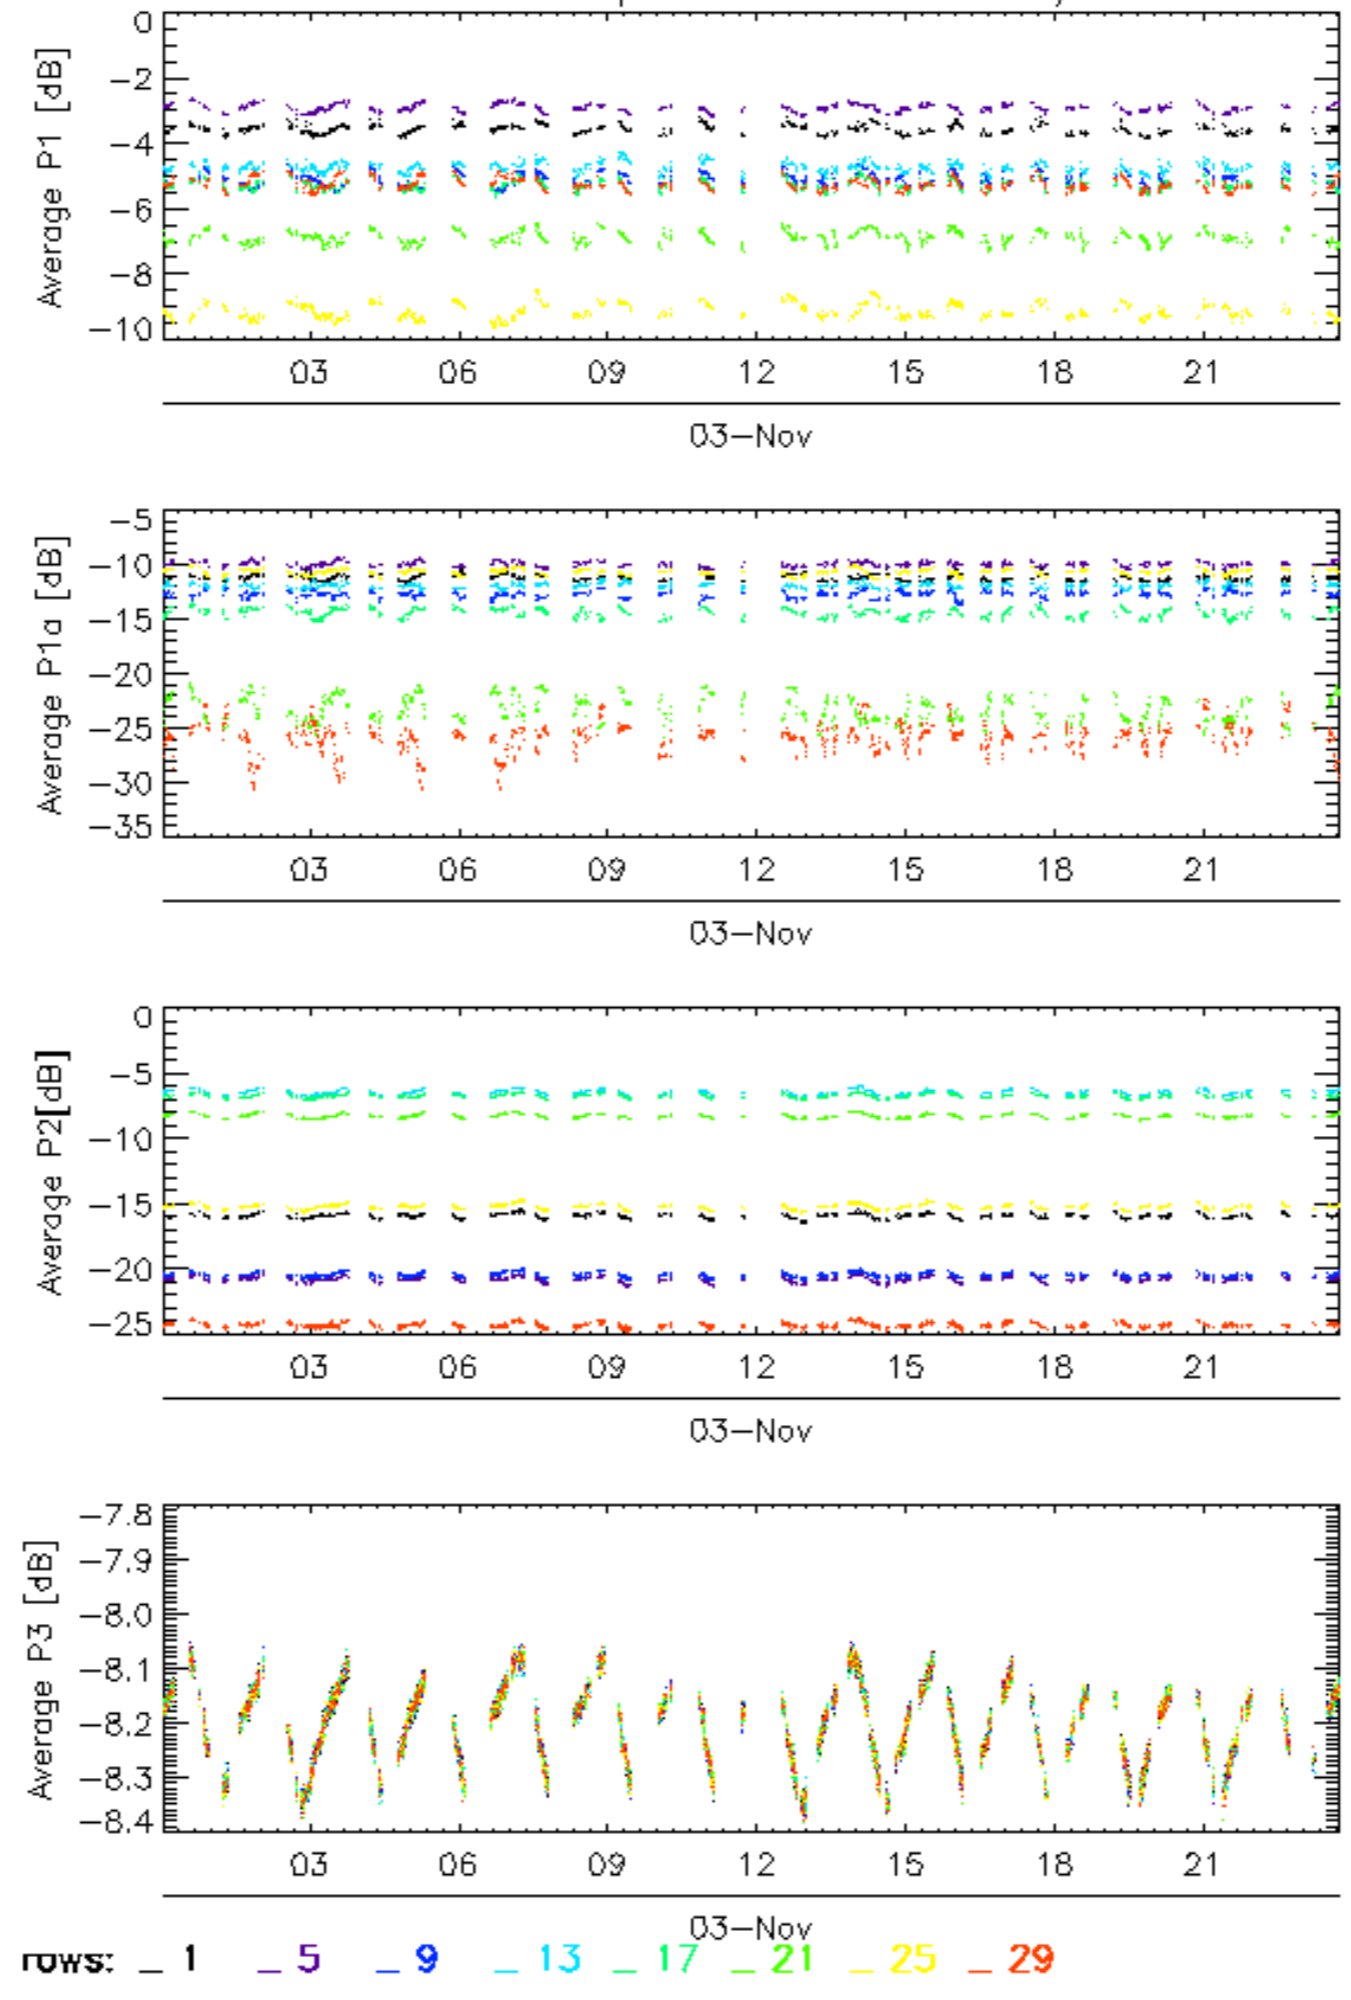 0
−2
−4
−6
−8
−10
Average P1 [dB]
03 06 09 12 15 18 21
03−Nov
−5
−10
−15
−20
−25
−30
−35
Average P1a [dB]
03 06 09 12 15 18 21
03−Nov
0
−5
−10
−15
−20
−25
Average P2[dB]
03 06 09 12 15 18 21
03−Nov
−7.8
−7.9
−8.0
−8.1
−8.2
−8.3
−8.4
Average P3 [dB]
03 06 09 12 15 18 21
03−Nov
rows: _ 1 _ 5 _ 9 _ 13 _ 17 _ 21 _ 25 _ 29